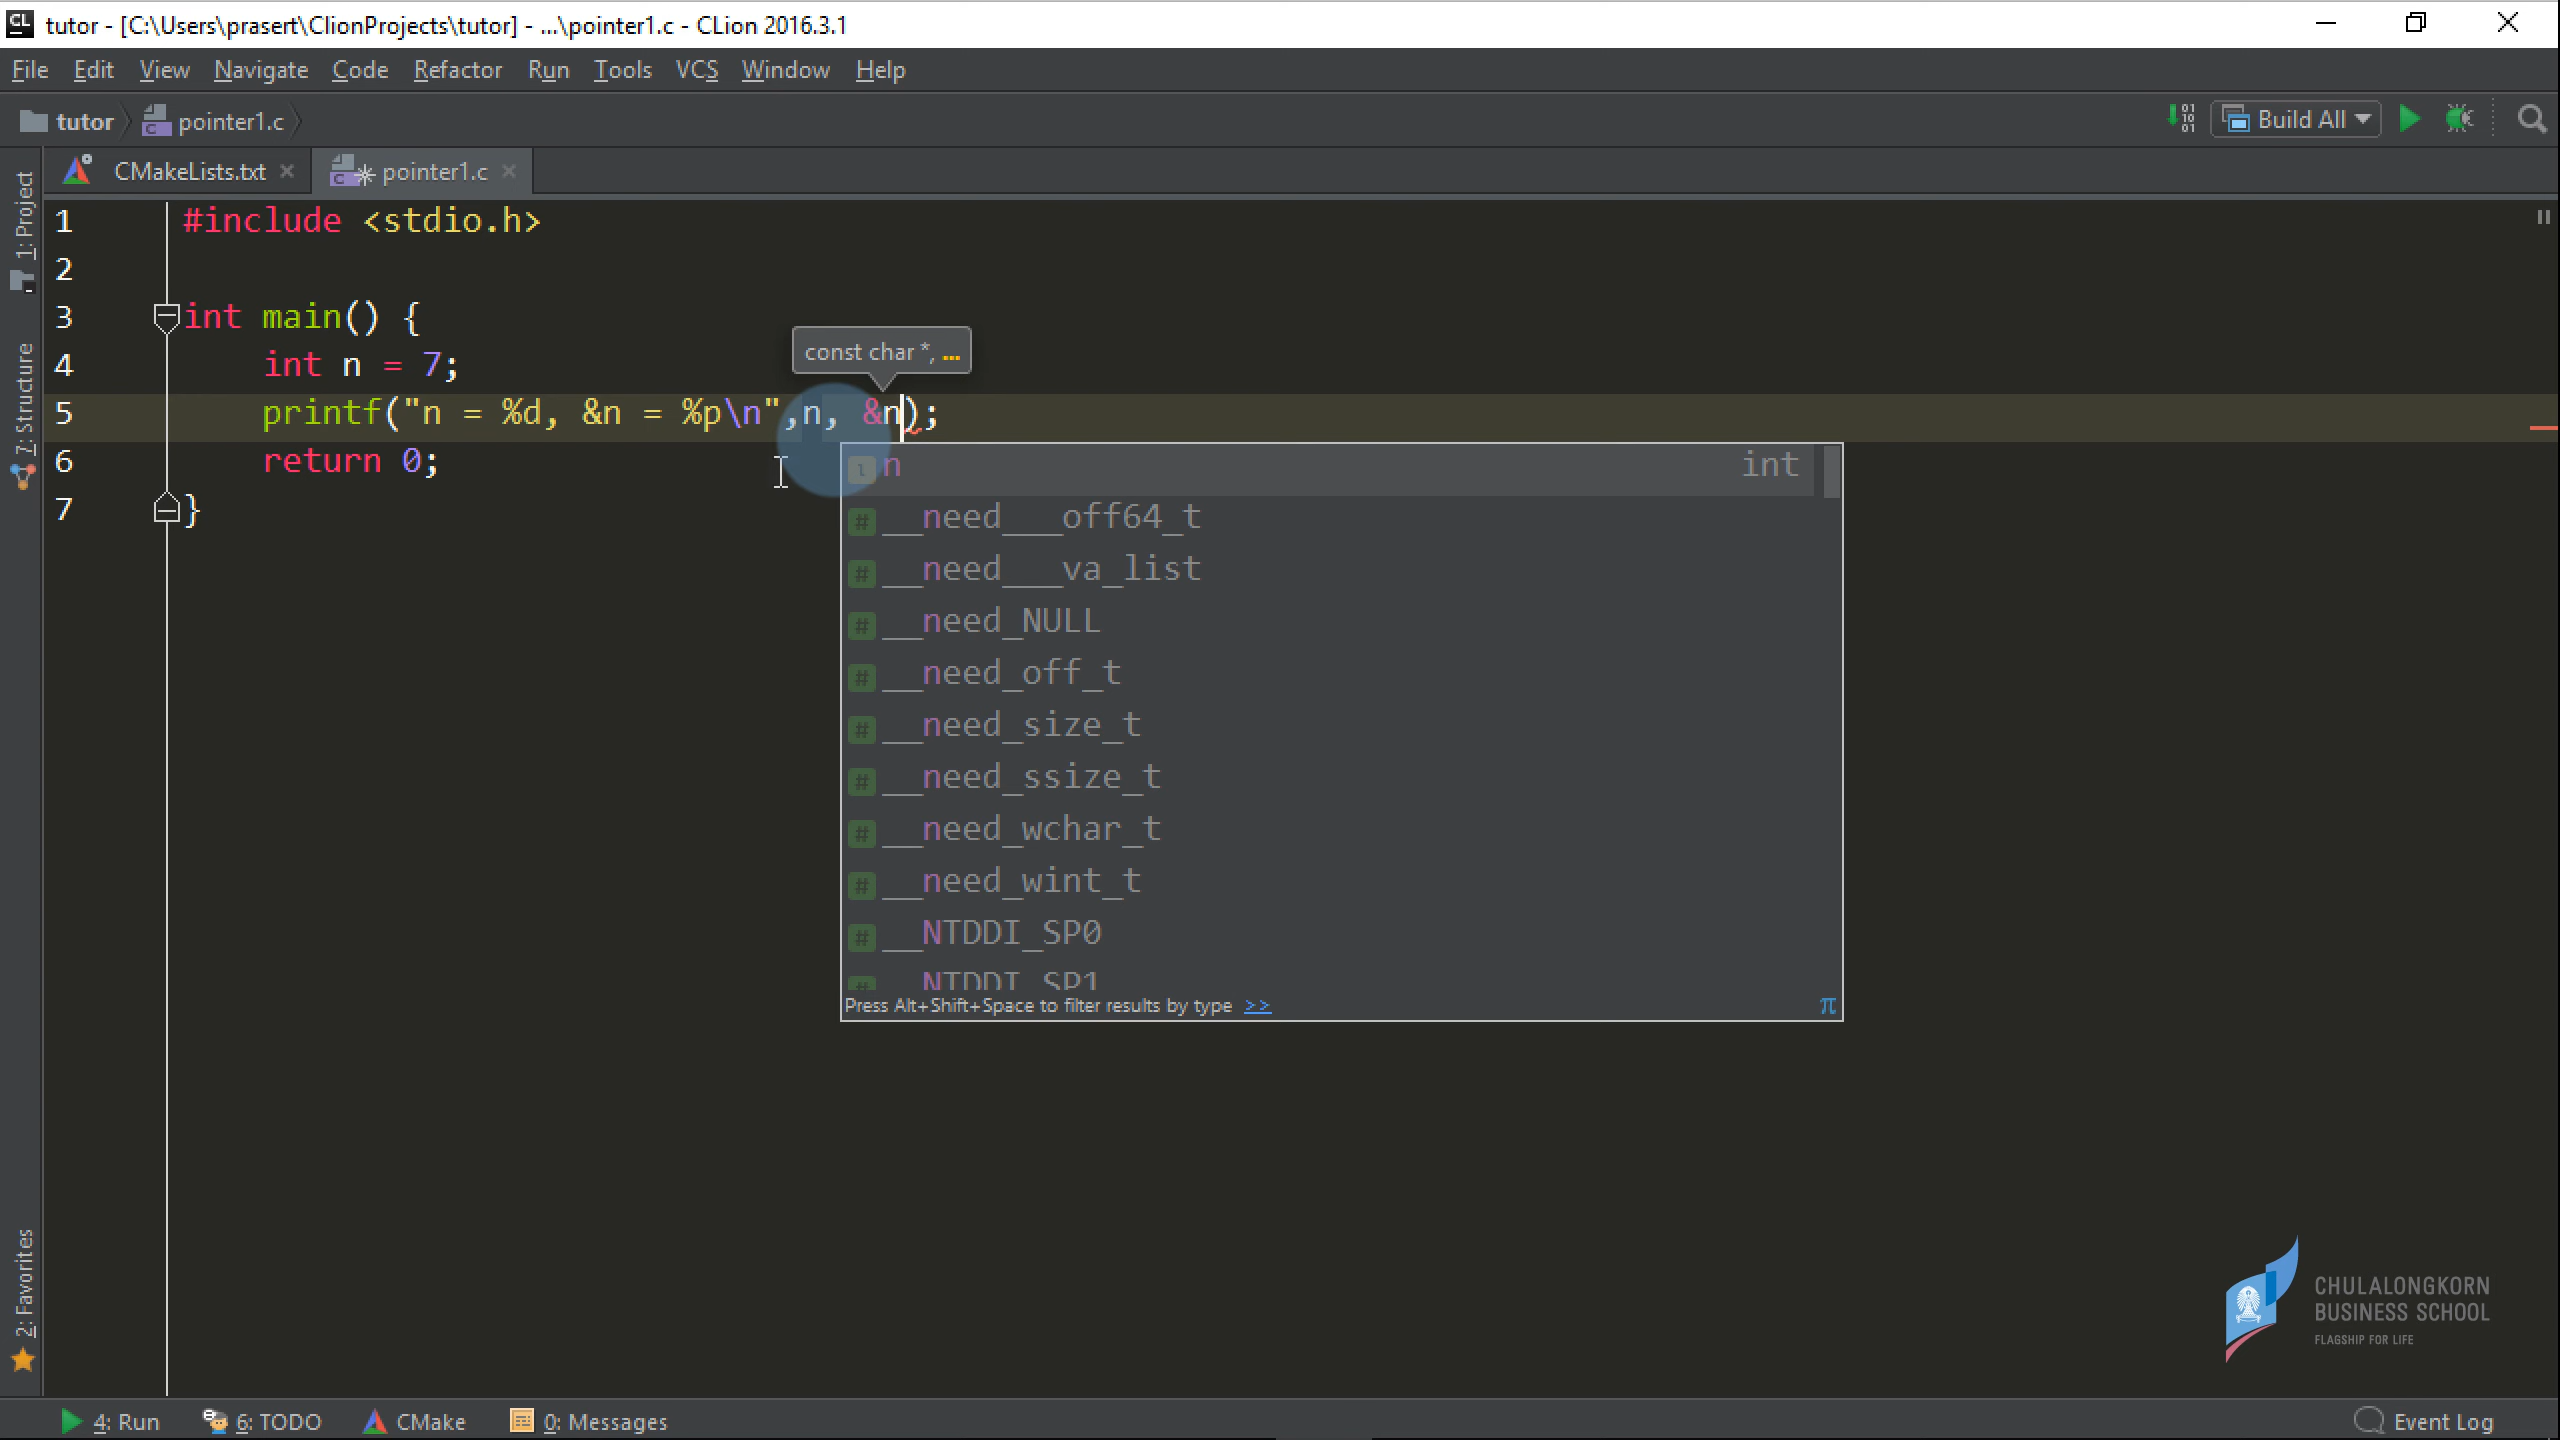 tutor - [C:\Users\prasert\ClionProjects\tutor] - ...\pointer1.c - CLion 2016.3.1
File Edit View Navigate Code Refactor Run Tools VCS Window Help
tutor pointer1.c Build All
CMakeLists.txt pointer1.c
1: Project
7: Structure
2: Favorites
1 #include <stdio.h>
2
3 int main() {
4 int n = 7;
const char *, ...
5 printf("n = %d, &n = %p\n",n, &n);
6 return 0;
7 }
n int
__need___off64_t
__need___va_list
__need_NULL
__need_off_t
__need_size_t
__need_ssize_t
__need_wchar_t
__need_wint_t
__NTDDI_SP0
__NTDDI_SP1
Press Alt+Shift+Space to filter results by type >> π
CHULALONGKORN
BUSINESS SCHOOL
FLAGSHIP FOR LIFE
4: Run 6: TODO CMake 0: Messages Event Log